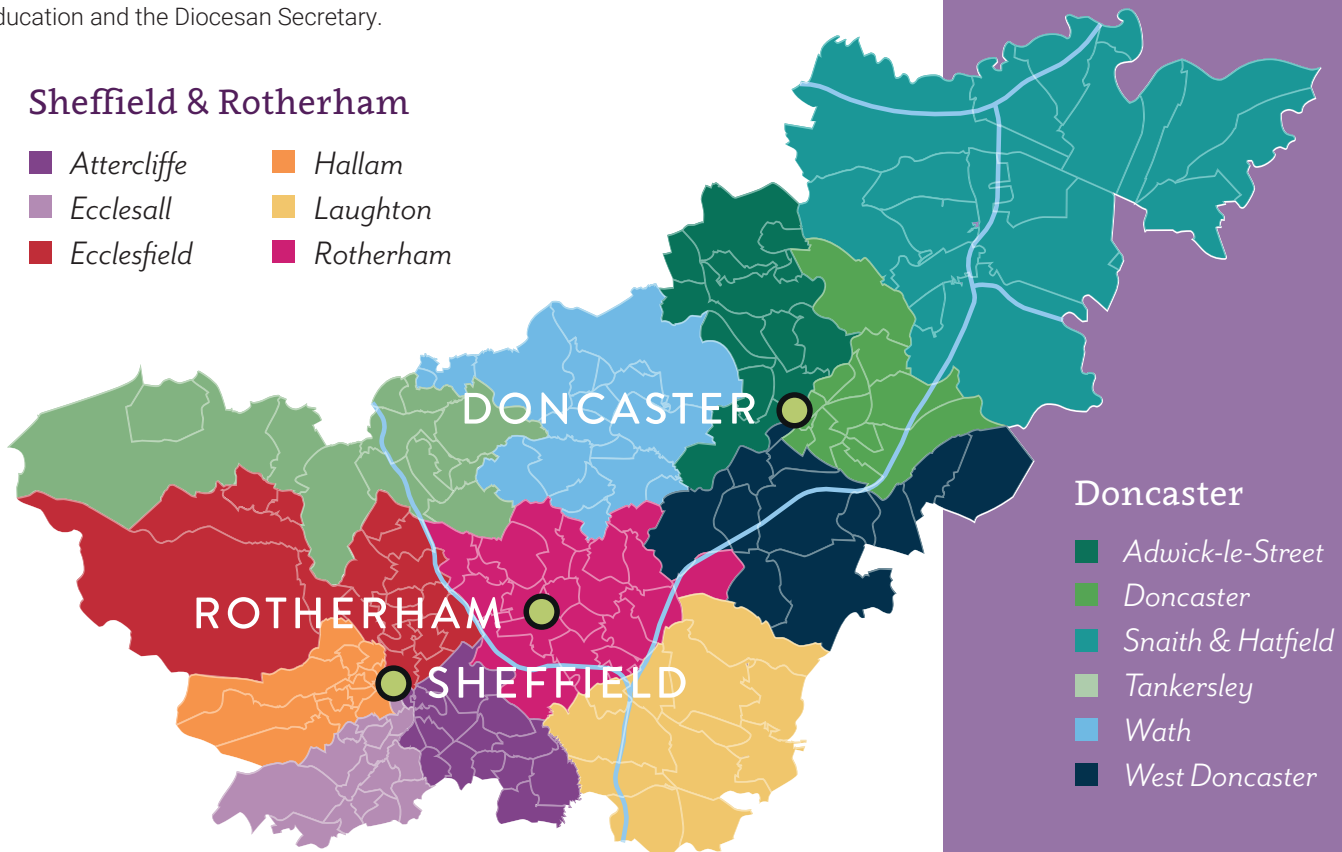 ducation and the Diocesan Secretary.
Sheffield & Rotherham
Attercliffe
Ecclesall
Ecclesfield
Hallam
Laughton
Rotherham
DONCASTER
ROTHERHAM
SHEFFIELD
Doncaster
Adwick-le-Street
Doncaster
Snaith & Hatfield
Tankersley
Wath
West Doncaster